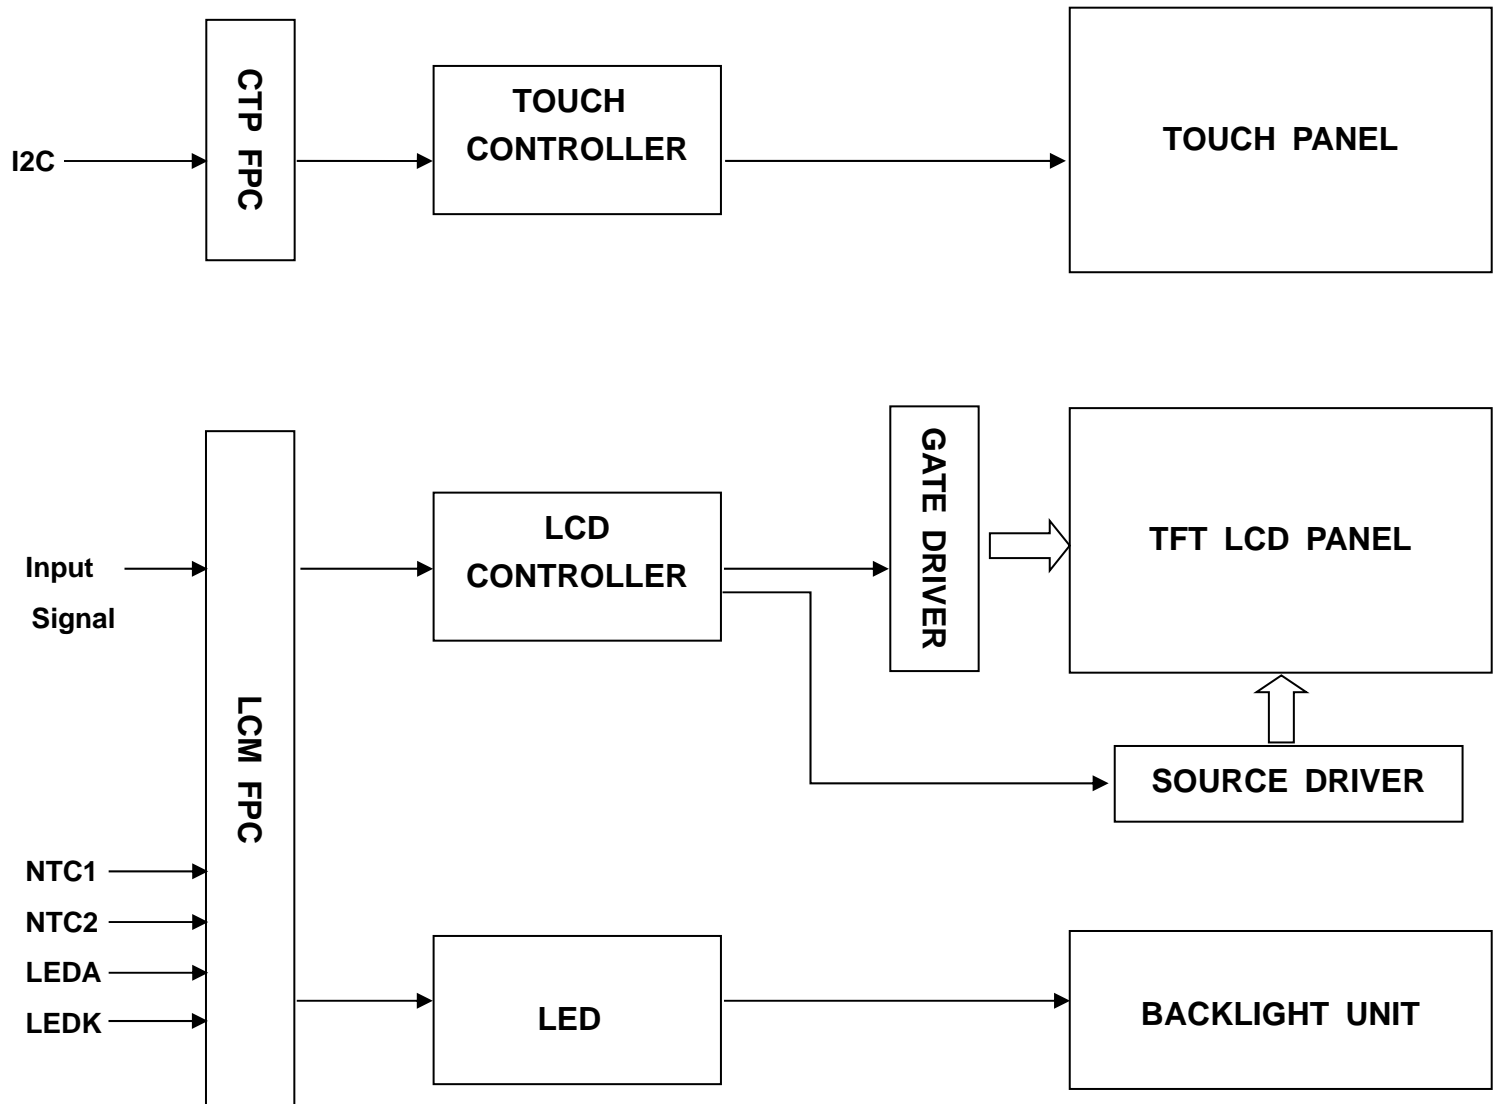 I2C
CTP FPC
TOUCH
CONTROLLER
TOUCH PANEL
Input
Signal
LCM FPC
LCD
CONTROLLER
GATE DRIVER
TFT LCD PANEL
SOURCE DRIVER
NTC1
NTC2
LEDA
LEDK
LED
BACKLIGHT UNIT